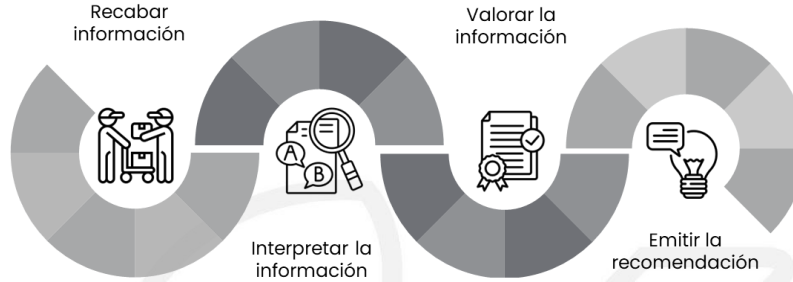 Recabar
información
Interpretar la
información
A
B
Valorar la
información
Emitir la
recomendación